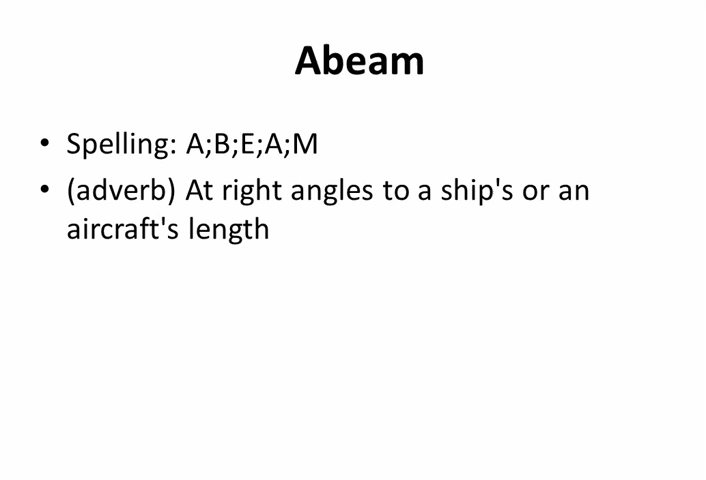 Abeam
• Spelling: A;B;E;A;M
• (adverb) At right angles to a ship's or an
aircraft's length